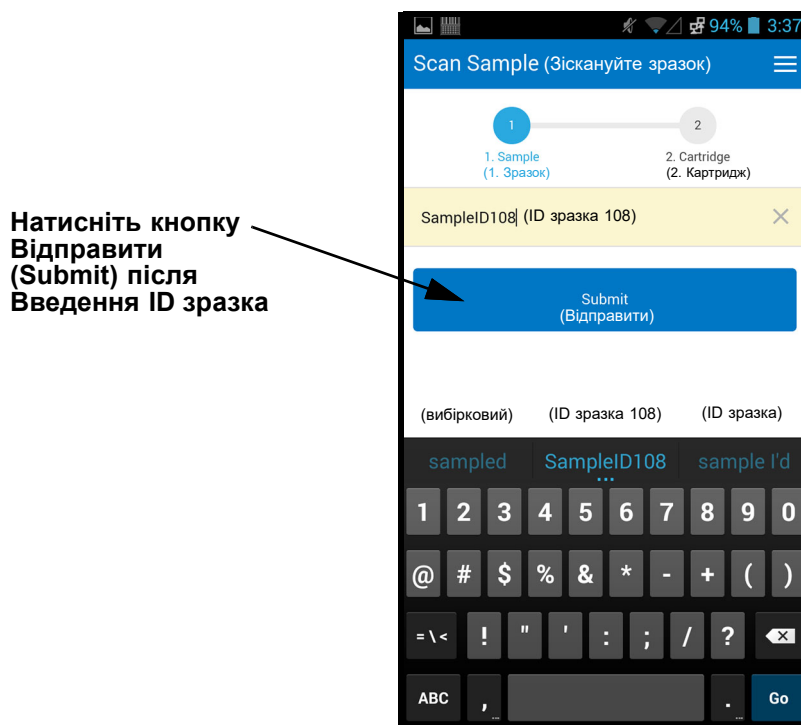 94% 3:37
Scan Sample (Зіскануйте зразок)
1 2
1. Sample 2. Cartridge
(1. Зразок) (2. Картридж)
SampleID108 (ID зразка 108)
Натисніть кнопку
Відправити
(Submit) після
Введення ID зразка
Submit
(Відправити)
(вибірковий) (ID зразка 108) (ID зразка)
sampled SampleID108 sample I'd
1 2 3 4 5 6 7 8 9 0
@ # $ % & * - + ( )
= \ < ! " ' : ; / ?
ABC , . Go